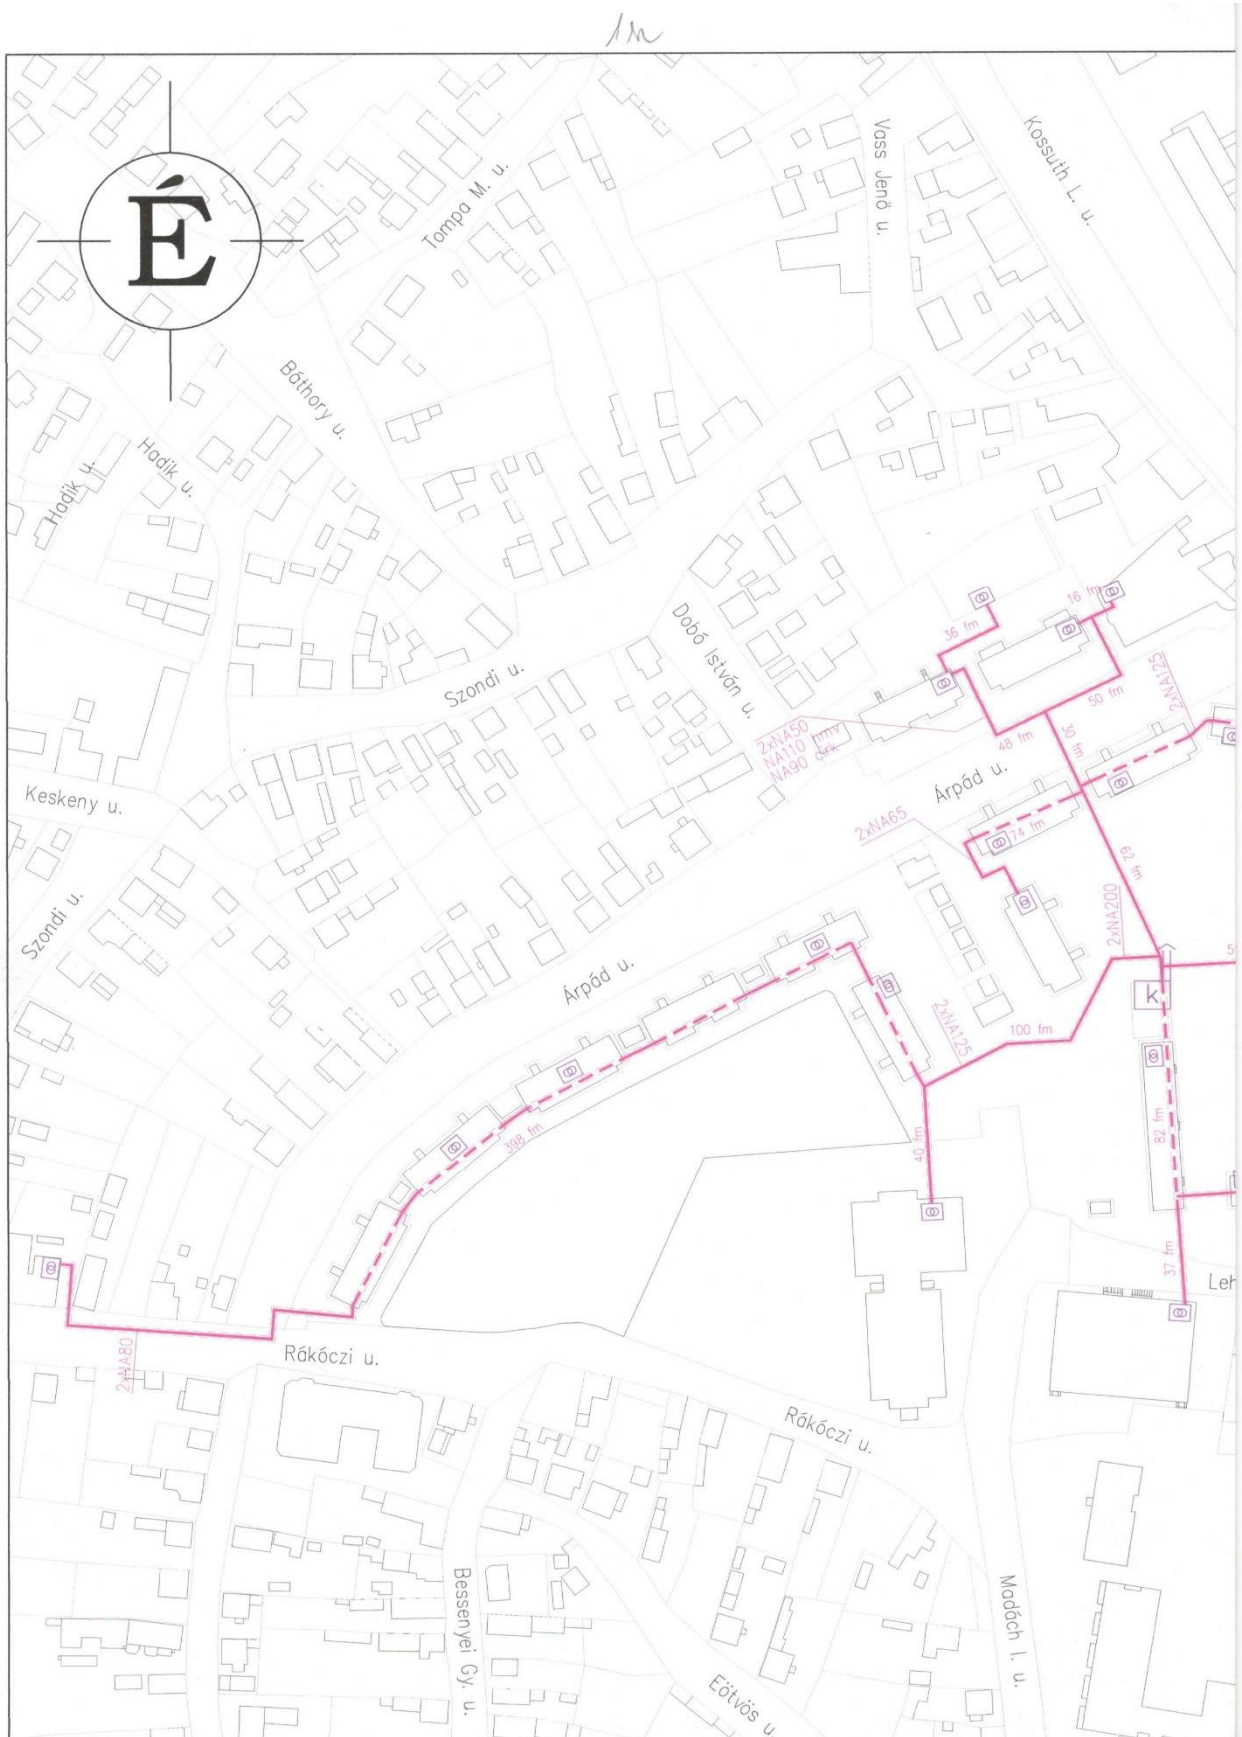 É
Tompa M. u.
Vass Jenő u.
Kossuth L. u.
Báthory u.
Hadik u.
Hadik u.
Dobó István u.
Szondi u.
16 fm
36 fm
50 fm
2xNA125
48 fm
30 fm
2xNA50
NA110 hmv
NA90 cirk
Árpád u.
Keskeny u.
2xNA65
74 fm
62 fm
Szondi u.
2xNA200
Árpád u.
k
2xNA125
100 fm
398 fm
40 fm
82 fm
37 fm
Leh
2xNA80
Rákóczi u.
Rákóczi u.
Bessenyei Gy. u.
Madách I. u.
Eötvös u.